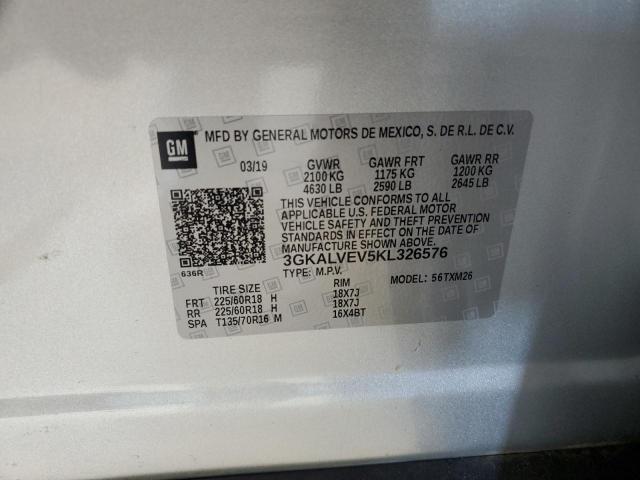 GM
MFD BY GENERAL MOTORS DE MEXICO, S. DE R.L. DE C.V.
03/19 GVWR GAWR FRT GAWR RR
2100 KG 1175 KG 1200 KG
4630 LB 2590 LB 2645 LB
THIS VEHICLE CONFORMS TO ALL
APPLICABLE U.S. FEDERAL MOTOR
VEHICLE SAFETY AND THEFT PREVENTION
STANDARDS IN EFFECT ON THE DATE OF
MANUFACTURE SHOWN ABOVE.
3GKALVEV5KL326576
636R
TYPE: M.P.V. MODEL: 56TXM26
TIRE SIZE RIM
FRT 225/60R18 H 18X7J
RR 225/60R18 H 18X7J
SPA T135/70R16 M 16X4BT